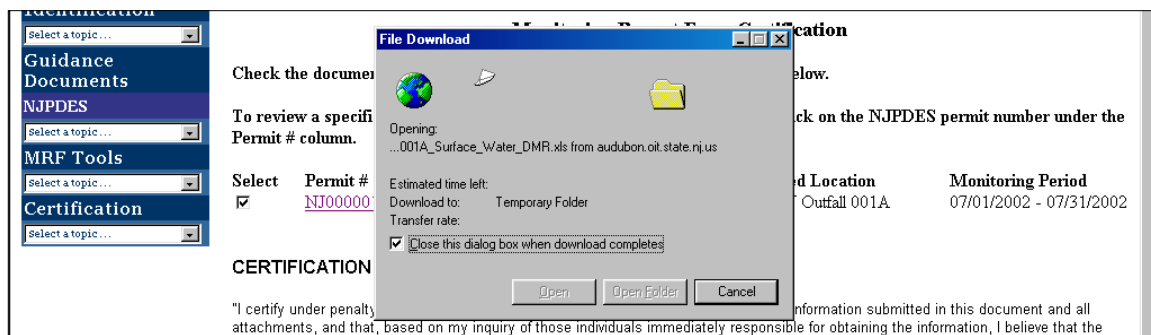 Select a topic...
Guidance
Documents
NJPDES
Select a topic...
MRF Tools
Select a topic...
Certification
Select a topic...
File Download
Opening:
...001A_Surface_Water_DMR.xls from audubon.oit.state.nj.us
Estimated time left:
Download to: Temporary Folder
Transfer rate:
Close this dialog box when download completes
Open
Open Folder
Cancel
Check the elow.
To review a specifi ck on the NJPDES permit number under the
Permit # column.
Select Permit # Location Monitoring Period
NJ00000 Outfall 001A 07/01/2002 - 07/31/2002
CERTIFICATION
"I certify under penalty nformation submitted in this document and all
attachments, and that, based on my inquiry of those individuals immediately responsible for obtaining the information, I believe that the